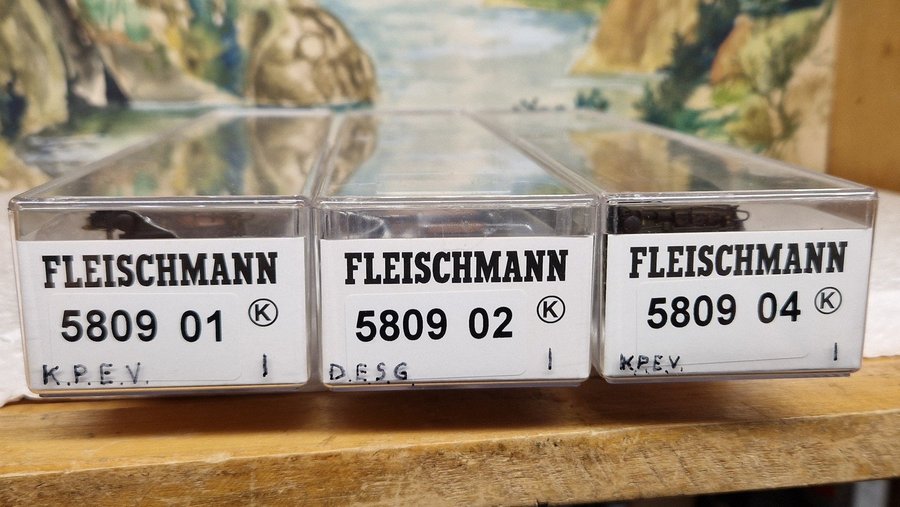 FLEISCHMANN
5809 01 K
K.P.E.V. I
FLEISCHMANN
5809 02 K
D.E.S.G. I
FLEISCHMANN
5809 04 K
K.P.E.V. I